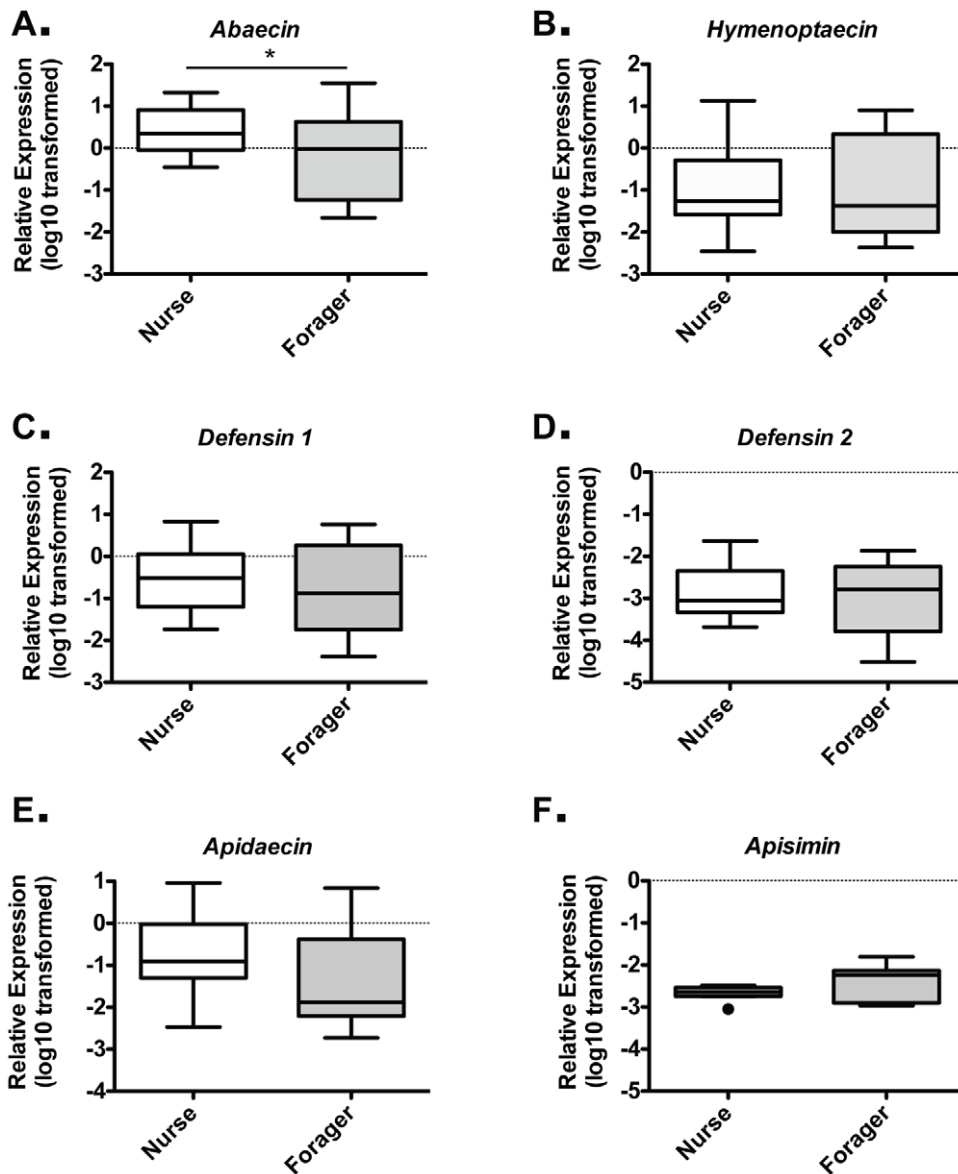 A.
Abaecin
*
Relative Expression
(log10 transformed)
2
1
0
-1
-2
-3
Nurse
Forager
B.
Hymenoptaecin
Relative Expression
(log10 transformed)
2
1
0
-1
-2
-3
Nurse
Forager
C.
Defensin 1
Relative Expression
(log10 transformed)
2
1
0
-1
-2
-3
Nurse
Forager
D.
Defensin 2
Relative Expression
(log10 transformed)
0
-1
-2
-3
-4
-5
Nurse
Forager
E.
Apidaecin
Relative Expression
(log10 transformed)
1
0
-1
-2
-3
-4
Nurse
Forager
F.
Apisimin
Relative Expression
(log10 transformed)
0
-1
-2
-3
-4
-5
Nurse
Forager